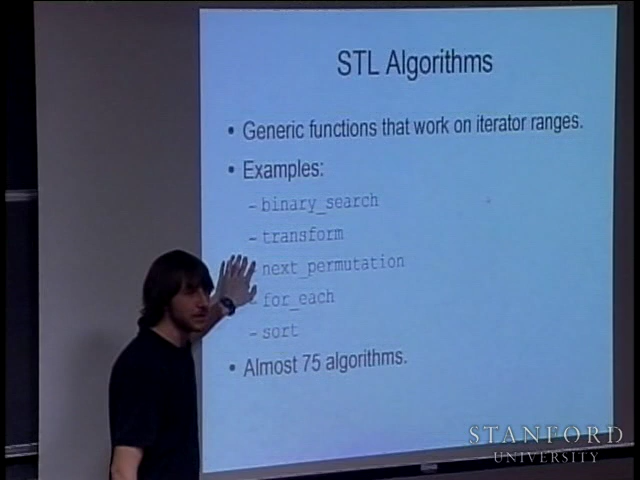 STL Algorithms
• Generic functions that work on iterator ranges.
• Examples:
– binary_search
– transform
– next_permutation
– for_each
– sort
• Almost 75 algorithms.
STANFORD
UNIVERSITY